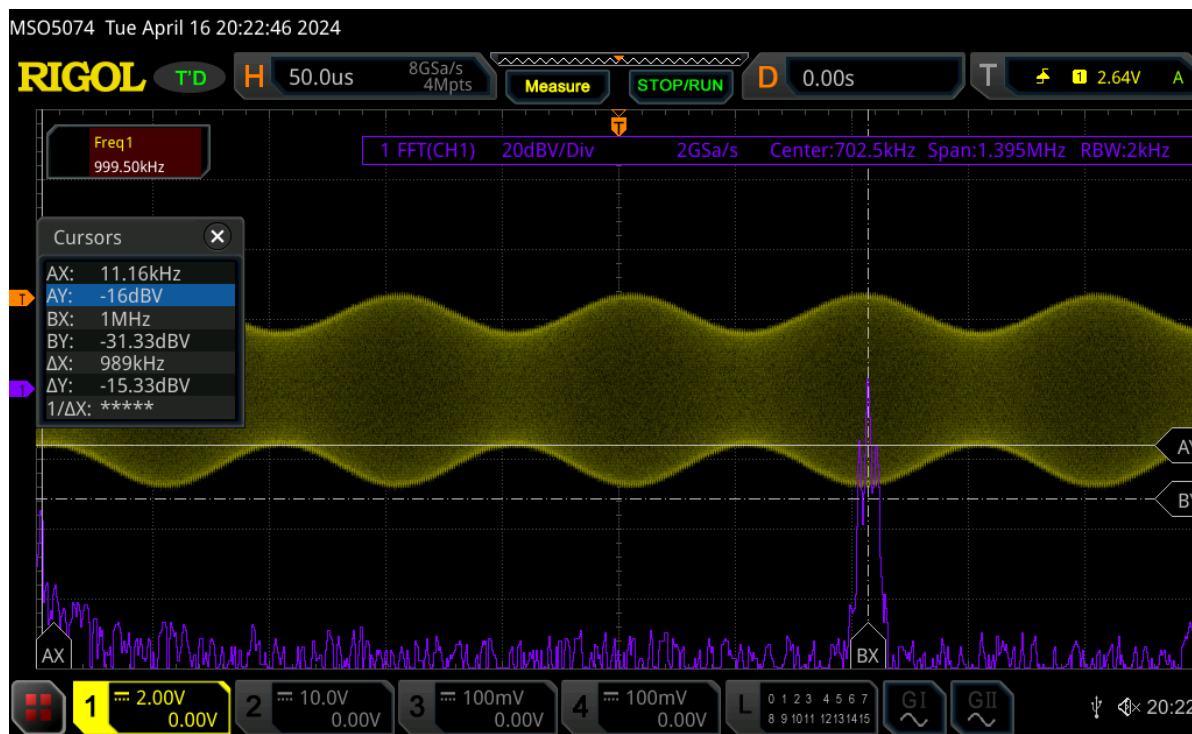 MSO5074 Tue April 16 20:22:46 2024
RIGOL T'D H 50.0us 8GSa/s 4Mpts Measure STOP/RUN D 0.00s T 1 2.64V A
T
Freq1
999.50kHz
1 FFT(CH1) 20dBV/Div 2GSa/s Center:702.5kHz Span:1.395MHz RBW:2kHz
Cursors
AX: 11.16kHz
AY: -16dBV
BX: 1MHz
BY: -31.33dBV
ΔX: 989kHz
ΔY: -15.33dBV
1/ΔX: *****
T
1
AY
BY
AX
BX
1 2.00V 0.00V
2 10.0V 0.00V
3 100mV 0.00V
4 100mV 0.00V
L 0 1 2 3 4 5 6 7
8 9 10 11 12 13 14 15
GI
GII
20:22